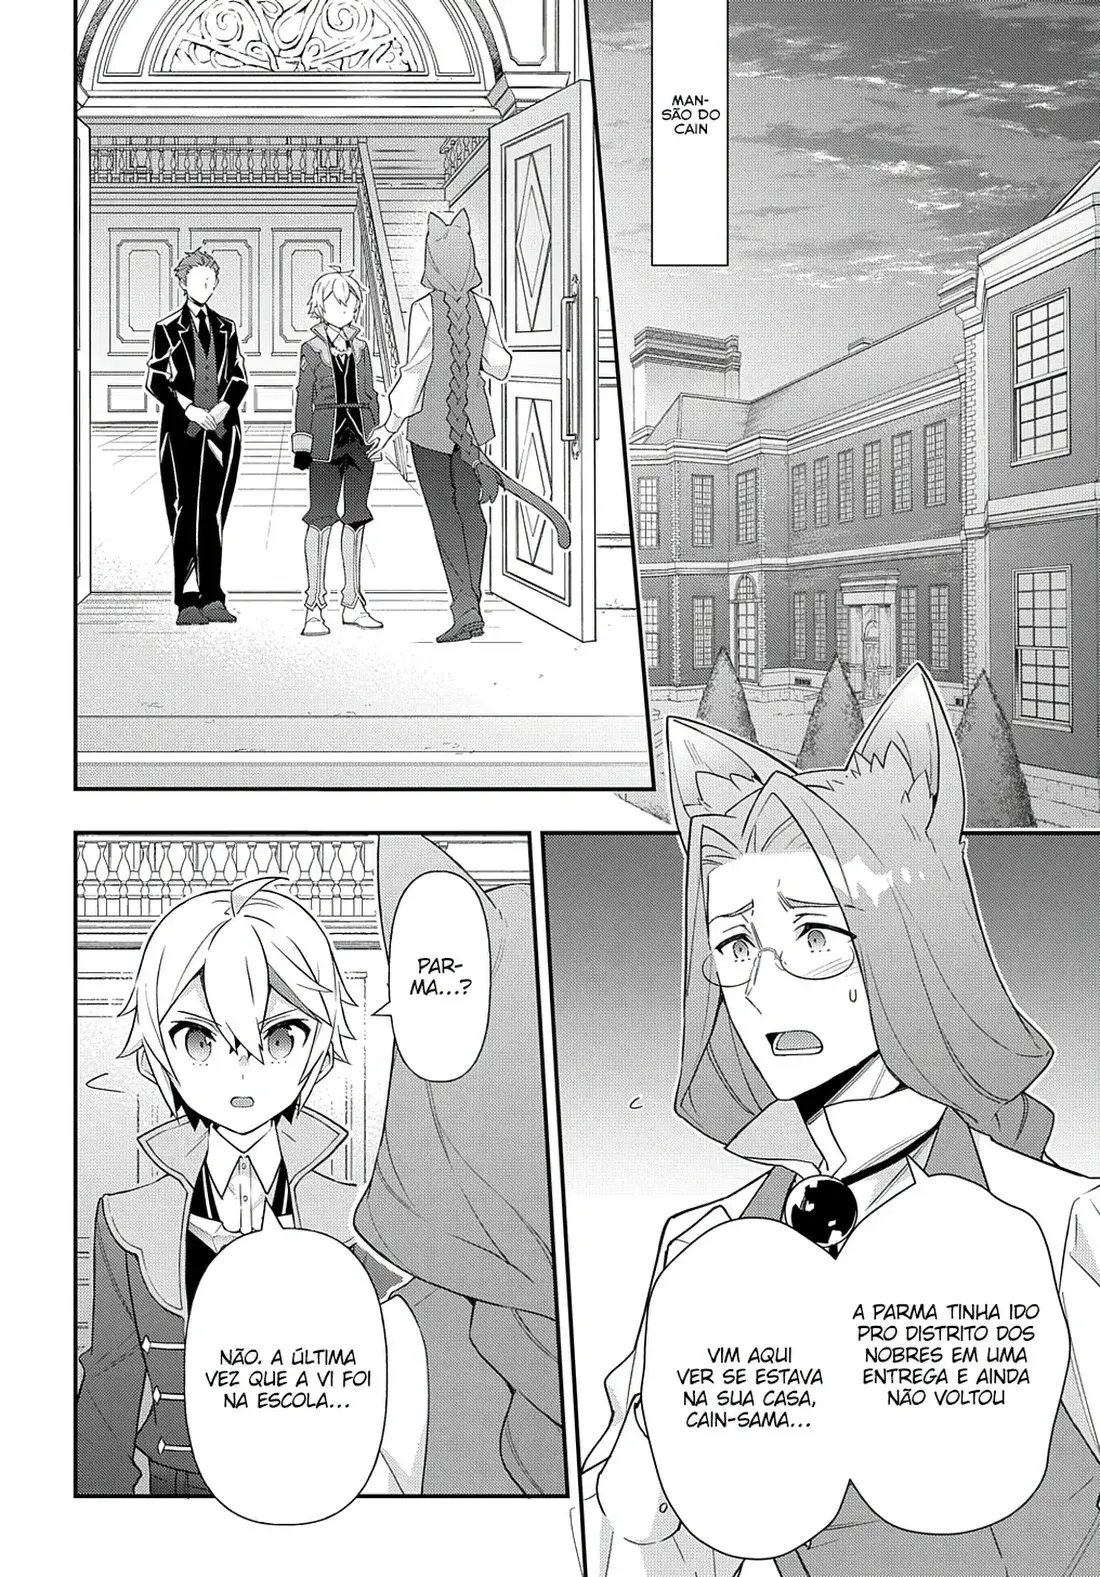 MAN-
SÃO DO
CAIN
A PARMA TINHA IDO
PRO DISTRITO DOS
NOBRES EM UMA
ENTREGA E AINDA
NÃO VOLTOU
VIM AQUI
VER SE ESTAVA
NA SUA CASA,
CAIN-SAMA...
PAR-
MA...?
NÃO. A ÚLTIMA
VEZ QUE A VI FOI
NA ESCOLA...